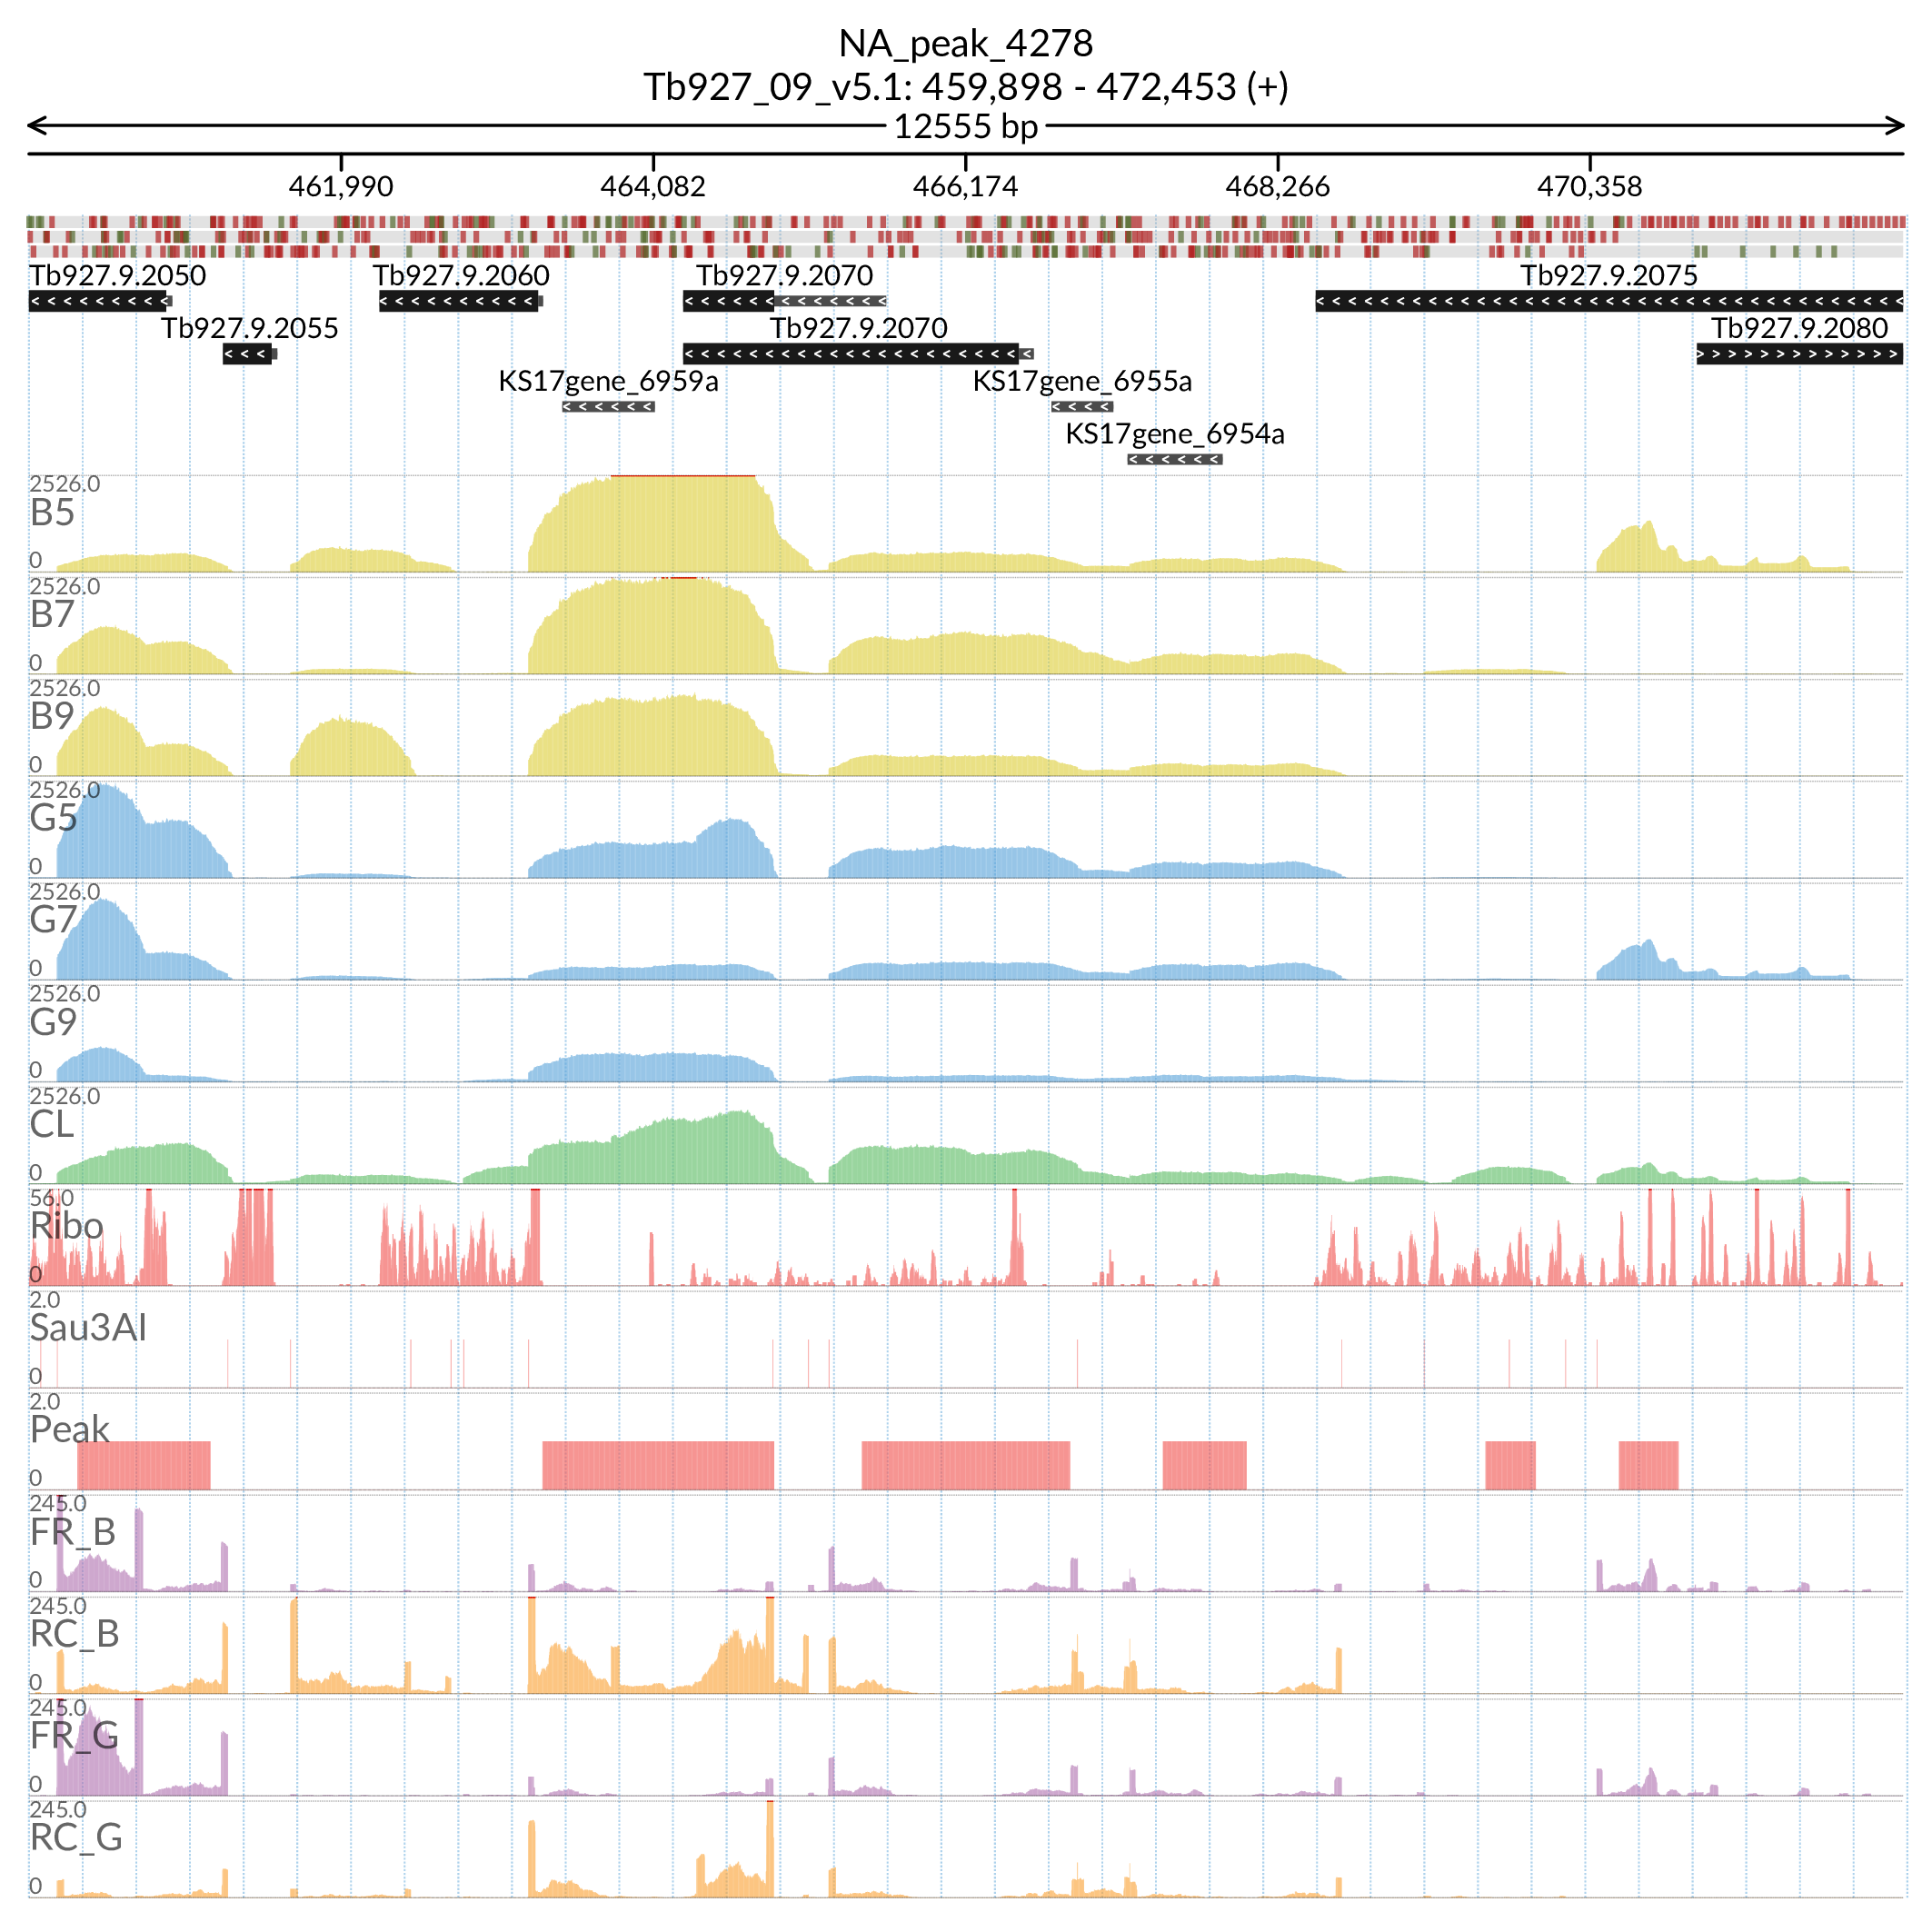 NA_peak_4278
Tb927_09_v5.1: 459,898 - 472,453 (+)
12555 bp
461,990 464,082 466,174 468,266 470,358
Tb927.9.2050 Tb927.9.2060 Tb927.9.2070 Tb927.9.2075
Tb927.9.2055 Tb927.9.2070 Tb927.9.2080
KS17gene_6959a KS17gene_6955a
KS17gene_6954a
2526.0
B5
0
2526.0
B7
0
2526.0
B9
0
2526.0
G5
0
2526.0
G7
0
2526.0
G9
0
2526.0
CL
0
56.0
Ribo
0
2.0
Sau3AI
0
2.0
Peak
0
245.0
FR_B
0
245.0
RC_B
0
245.0
FR_G
0
245.0
RC_G
0